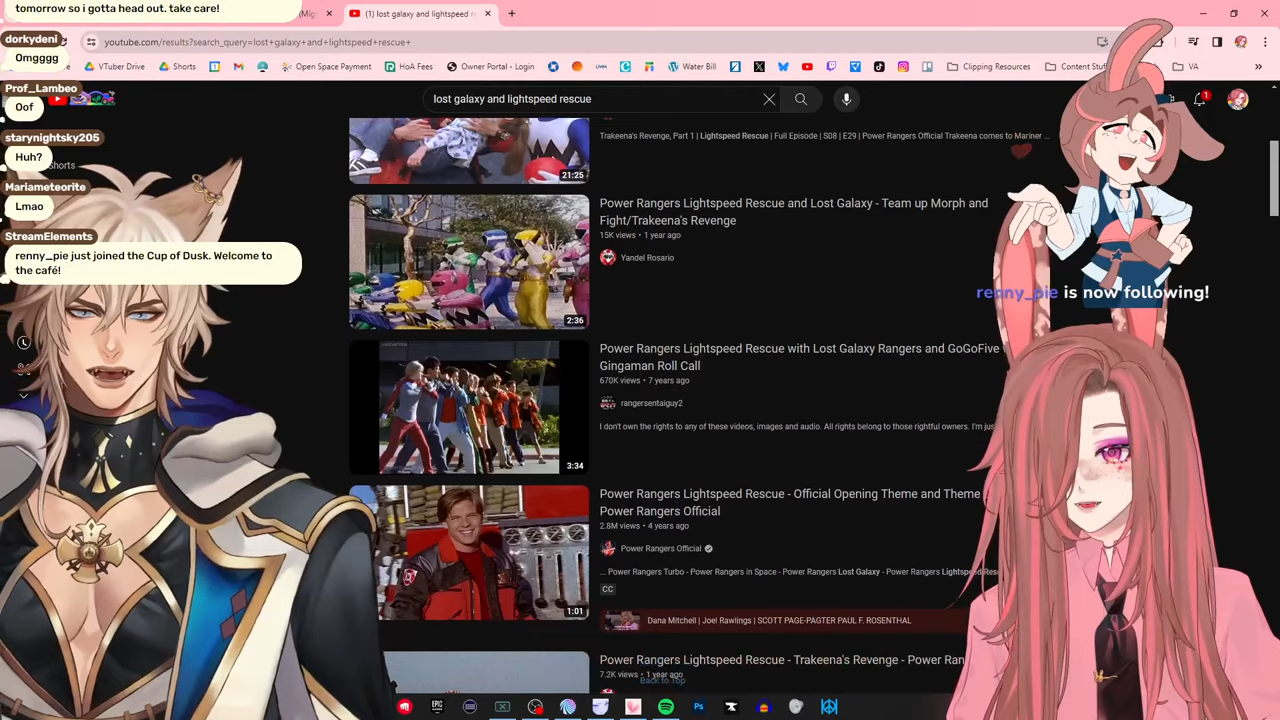 tomorrow so i gotta head out. take care!
dorkydeni
Omgggg
Prof_Lambeo
Oof
starynightsky205
Huh?
Mariameteorite
Lmao
StreamElements
renny_pie just joined the Cup of Dusk. Welcome to
the café!
(1) lost galaxy and lightspeed r
youtube.com/results?search_query=lost+galaxy+and+lightspeed+rescue+
VTuber Drive
Shorts
Open Space Payment
HoA Fees
Owner Portal - Login
Water Bill
Clipping Resources
Content Stu
VA
lost galaxy and lightspeed rescue
1
Shorts
Trakeena's Revenge, Part 1 | Lightspeed Rescue | Full Episode | S08 | E29 | Power Rangers Official Trakeena comes to Mariner ...
21:25
Power Rangers Lightspeed Rescue and Lost Galaxy - Team up Morph and
Fight/Trakeena's Revenge
15K views • 1 year ago
Yandel Rosario
2:36
renny_pie is now following!
Power Rangers Lightspeed Rescue with Lost Galaxy Rangers and GoGoFive
Gingaman Roll Call
670K views • 7 years ago
rangersentaiguy2
I don't own the rights to any of these videos, images and audio. All rights belong to those rightful owners. I'm jus
3:34
Power Rangers Lightspeed Rescue - Official Opening Theme and Theme
Power Rangers Official
2.8M views • 4 years ago
Power Rangers Official
... Power Rangers Turbo - Power Rangers in Space - Power Rangers Lost Galaxy - Power Rangers Lightspeed Res
CC
1:01
Dana Mitchell | Joel Rawlings | SCOTT PAGE-PAGTER PAUL F. ROSENTHAL
Power Rangers Lightspeed Rescue - Trakeena's Revenge - Power Ran
7.2K views • 1 year ago
Back to Top
EPIC
Ps